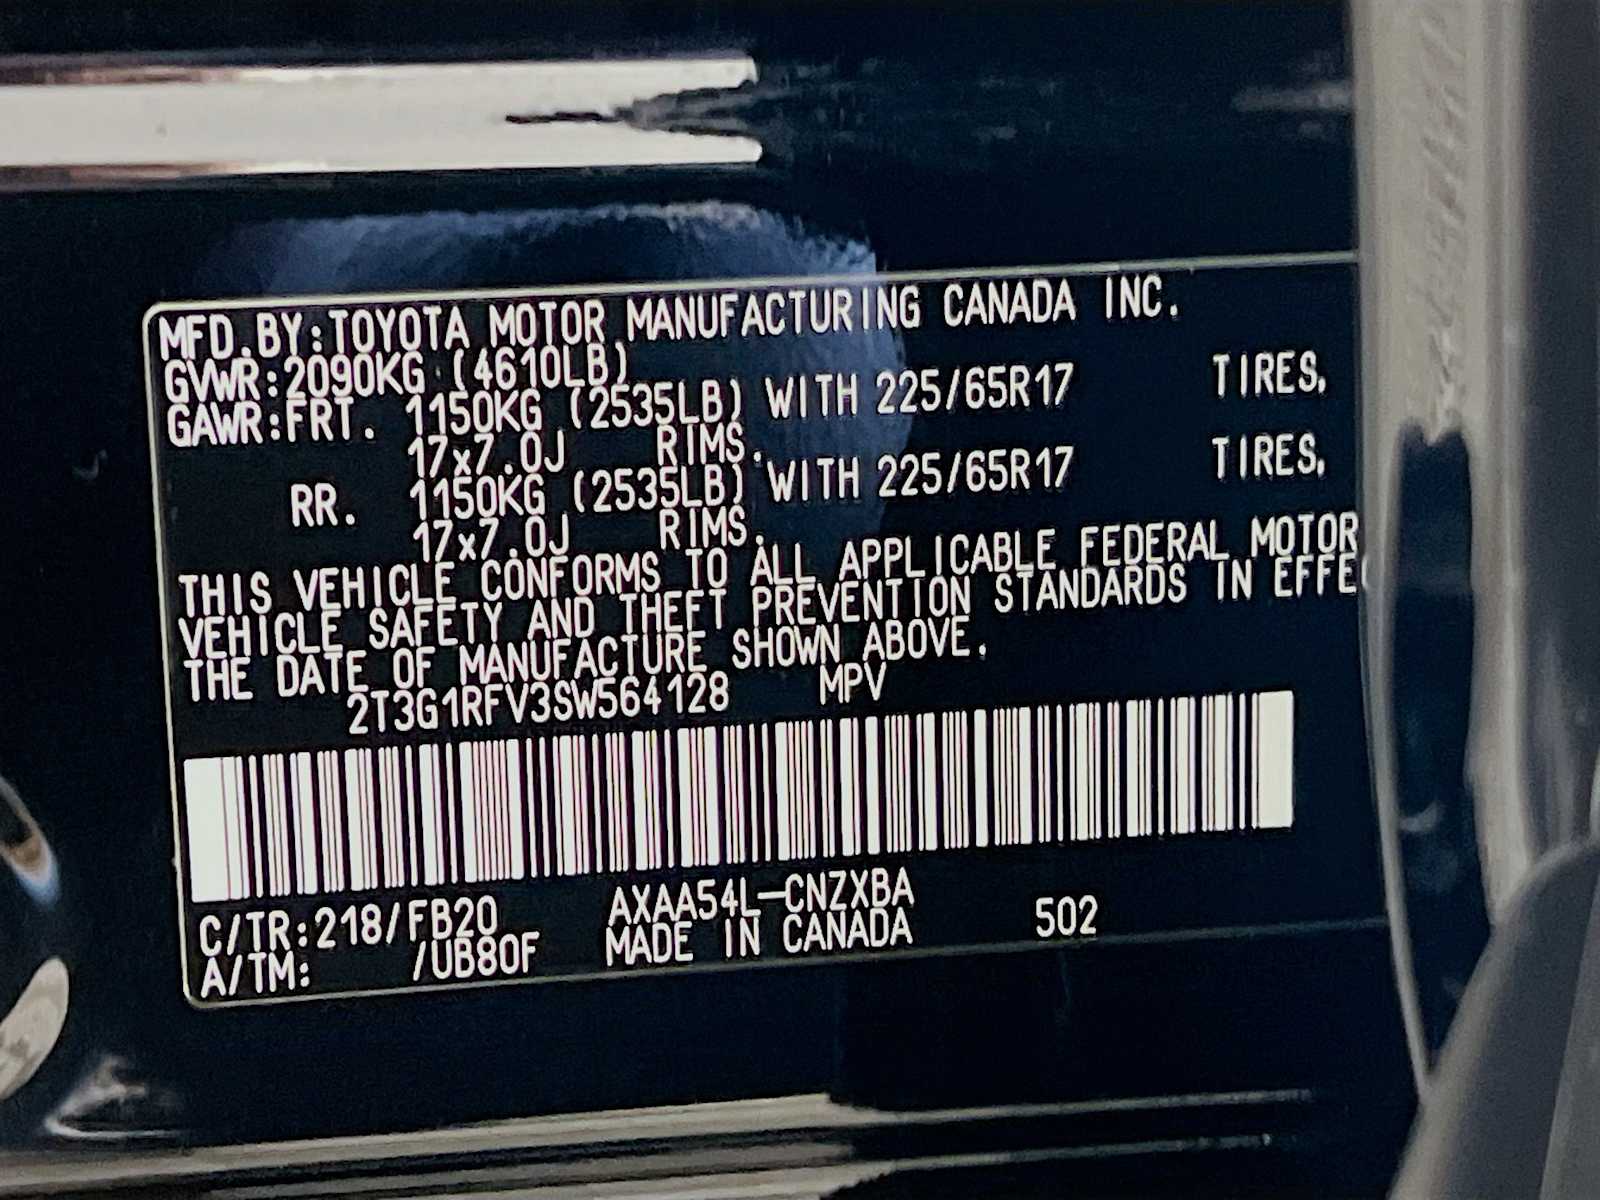 MFD.BY:TOYOTA MOTOR MANUFACTURING CANADA INC.
GVWR:2090KG (4610LB)
GAWR:FRT. 1150KG (2535LB) WITH 225/65R17 TIRES,
17x7.0J RIMS.
RR. 1150KG (2535LB) WITH 225/65R17 TIRES,
17x7.0J RIMS.
THIS VEHICLE CONFORMS TO ALL APPLICABLE FEDERAL MOTOR
VEHICLE SAFETY AND THEFT PREVENTION STANDARDS IN EFFE
THE DATE OF MANUFACTURE SHOWN ABOVE.
2T3G1RFV3SW564128 MPV
C/TR:218/FB20 AXAA54L-CNZXBA
A/TM: /UB80F MADE IN CANADA 502